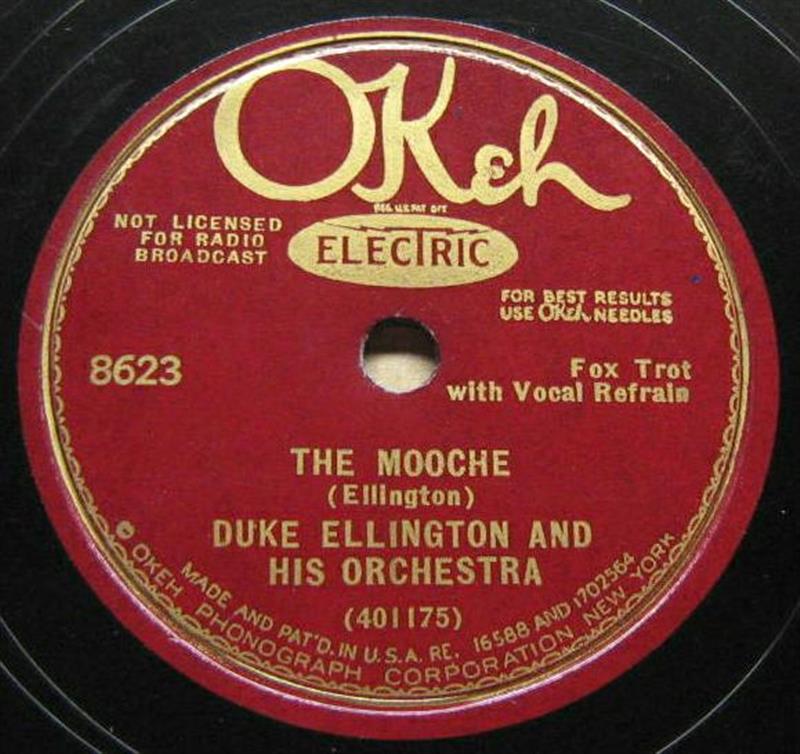 OKeh
REG. U.S. PAT. OFF.
NOT LICENSED
FOR RADIO
BROADCAST
ELECTRIC
FOR BEST RESULTS
USE OKeh NEEDLES
8623
Fox Trot
with Vocal Refrain
THE MOOCHE
(Ellington)
DUKE ELLINGTON AND
HIS ORCHESTRA
(401175)
MADE AND PAT'D. IN U.S.A. RE. 16588 AND 1702564
© OKEH PHONOGRAPH CORPORATION NEW YORK